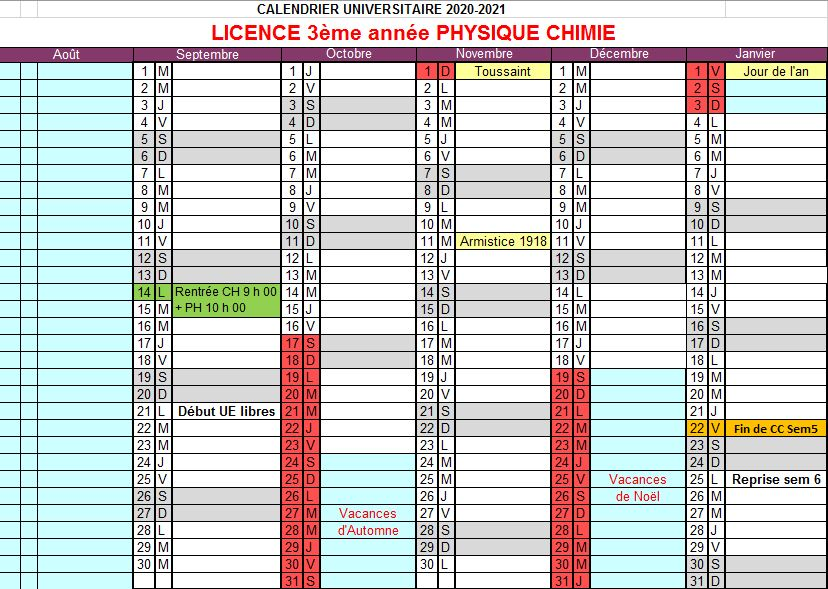 CALENDRIER UNIVERSITAIRE 2020-2021
LICENCE 3ème année PHYSIQUE CHIMIE
Août Septembre Octobre Novembre Décembre Janvier
1 M 1 J 1 D Toussaint 1 M 1 V Jour de l'an
2 M 2 V 2 L 2 M 2 S
3 J 3 S 3 M 3 J 3 D
4 V 4 D 4 M 4 V 4 L
5 S 5 L 5 J 5 S 5 M
6 D 6 M 6 V 6 D 6 M
7 L 7 M 7 S 7 L 7 J
8 M 8 J 8 D 8 M 8 V
9 M 9 V 9 L 9 M 9 S
10 J 10 S 10 M 10 J 10 D
11 V 11 D 11 M Armistice 1918 11 V 11 L
12 S 12 L 12 J 12 S 12 M
13 D 13 M 13 V 13 D 13 M
14 L Rentrée CH 9 h 00 14 M 14 S 14 L 14 J
15 M + PH 10 h 00 15 J 15 D 15 M 15 V
16 M 16 V 16 L 16 M 16 S
17 J 17 S 17 M 17 J 17 D
18 V 18 D 18 M 18 V 18 L
19 S 19 L 19 J 19 S 19 M
20 D 20 M 20 V 20 D 20 M
21 L Début UE libres 21 M 21 S 21 L 21 J
22 M 22 J 22 D 22 M 22 V Fin de CC Sem5
23 M 23 V 23 L 23 M 23 S
24 J 24 S 24 M 24 J 24 D
25 V 25 D 25 M 25 V Vacances 25 L Reprise sem 6
26 S 26 L 26 J 26 S de Noël 26 M
27 D 27 M Vacances 27 V 27 D 27 M
28 L 28 M d'Automne 28 S 28 L 28 J
29 M 29 J 29 D 29 M 29 V
30 M 30 V 30 L 30 M 30 S
31 S 31 J 31 D